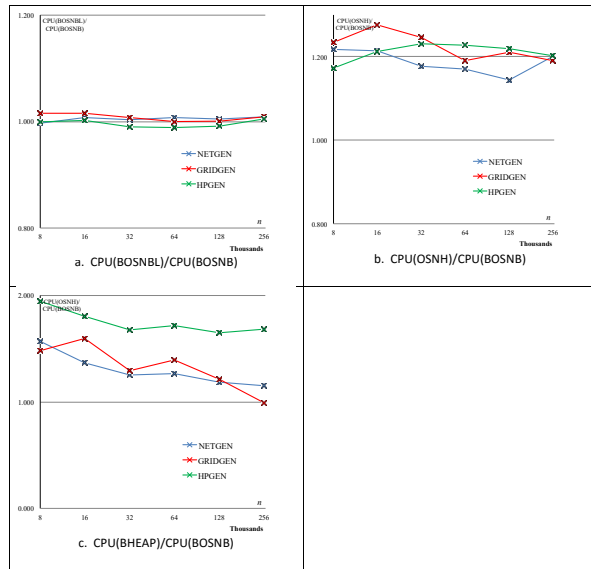 1.200
CPU(BOSNBL)/
CPU(BOSNB)
1.000
NETGEN
GRIDGEN
HPGEN
n
0.800
8 16 32 64 128 256
Thousands
a. CPU(BOSNBL)/CPU(BOSNB)
CPU(OSNH)/
CPU(BOSNB)
1.200
1.000
NETGEN
GRIDGEN
HPGEN
n
0.800
8 16 32 64 128 256
Thousands
b. CPU(OSNH)/CPU(BOSNB)
2.000
CPU(OSNH)/
CPU(BOSNB)
1.000
NETGEN
GRIDGEN
HPGEN
n
0.000
8 16 32 64 128 256
Thousands
c. CPU(BHEAP)/CPU(BOSNB)